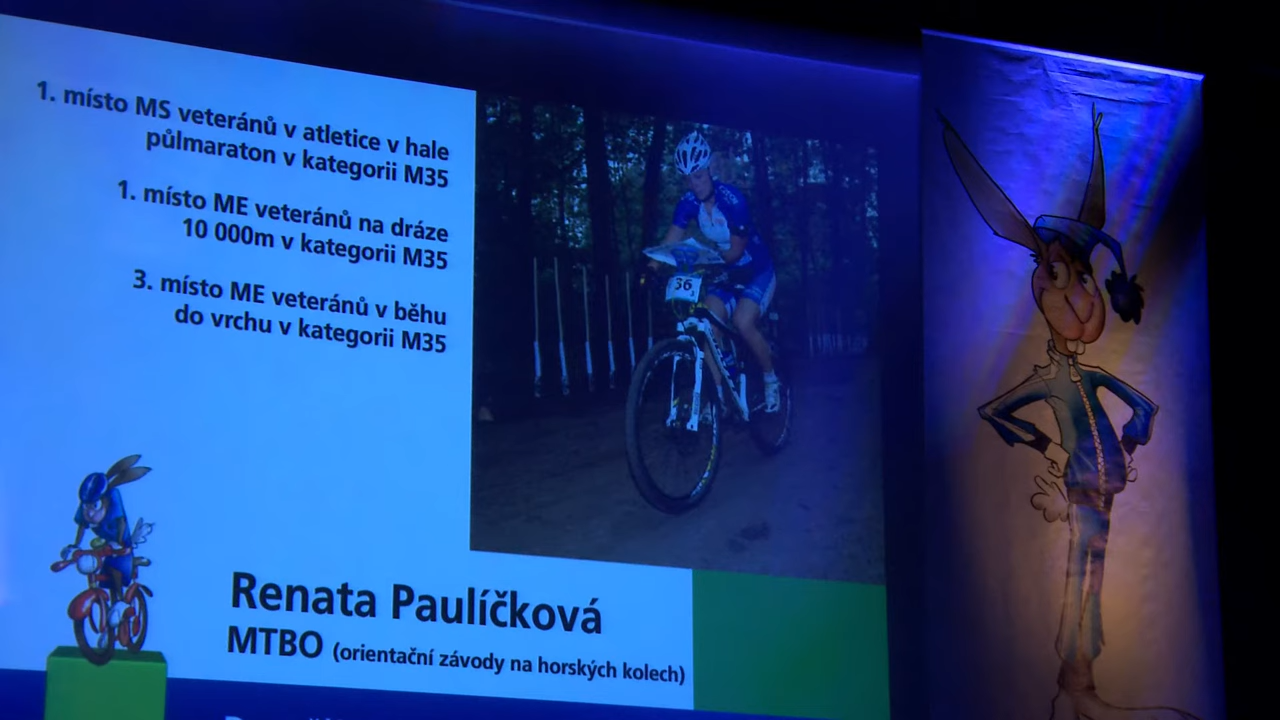 1. místo MS veteránů v atletice v hale
půlmaraton v kategorii M35
1. místo ME veteránů na dráze
10 000m v kategorii M35
3. místo ME veteránů v běhu
do vrchu v kategorii M35
36
Renata Paulíčková
MTBO (orientační závody na horských kolech)